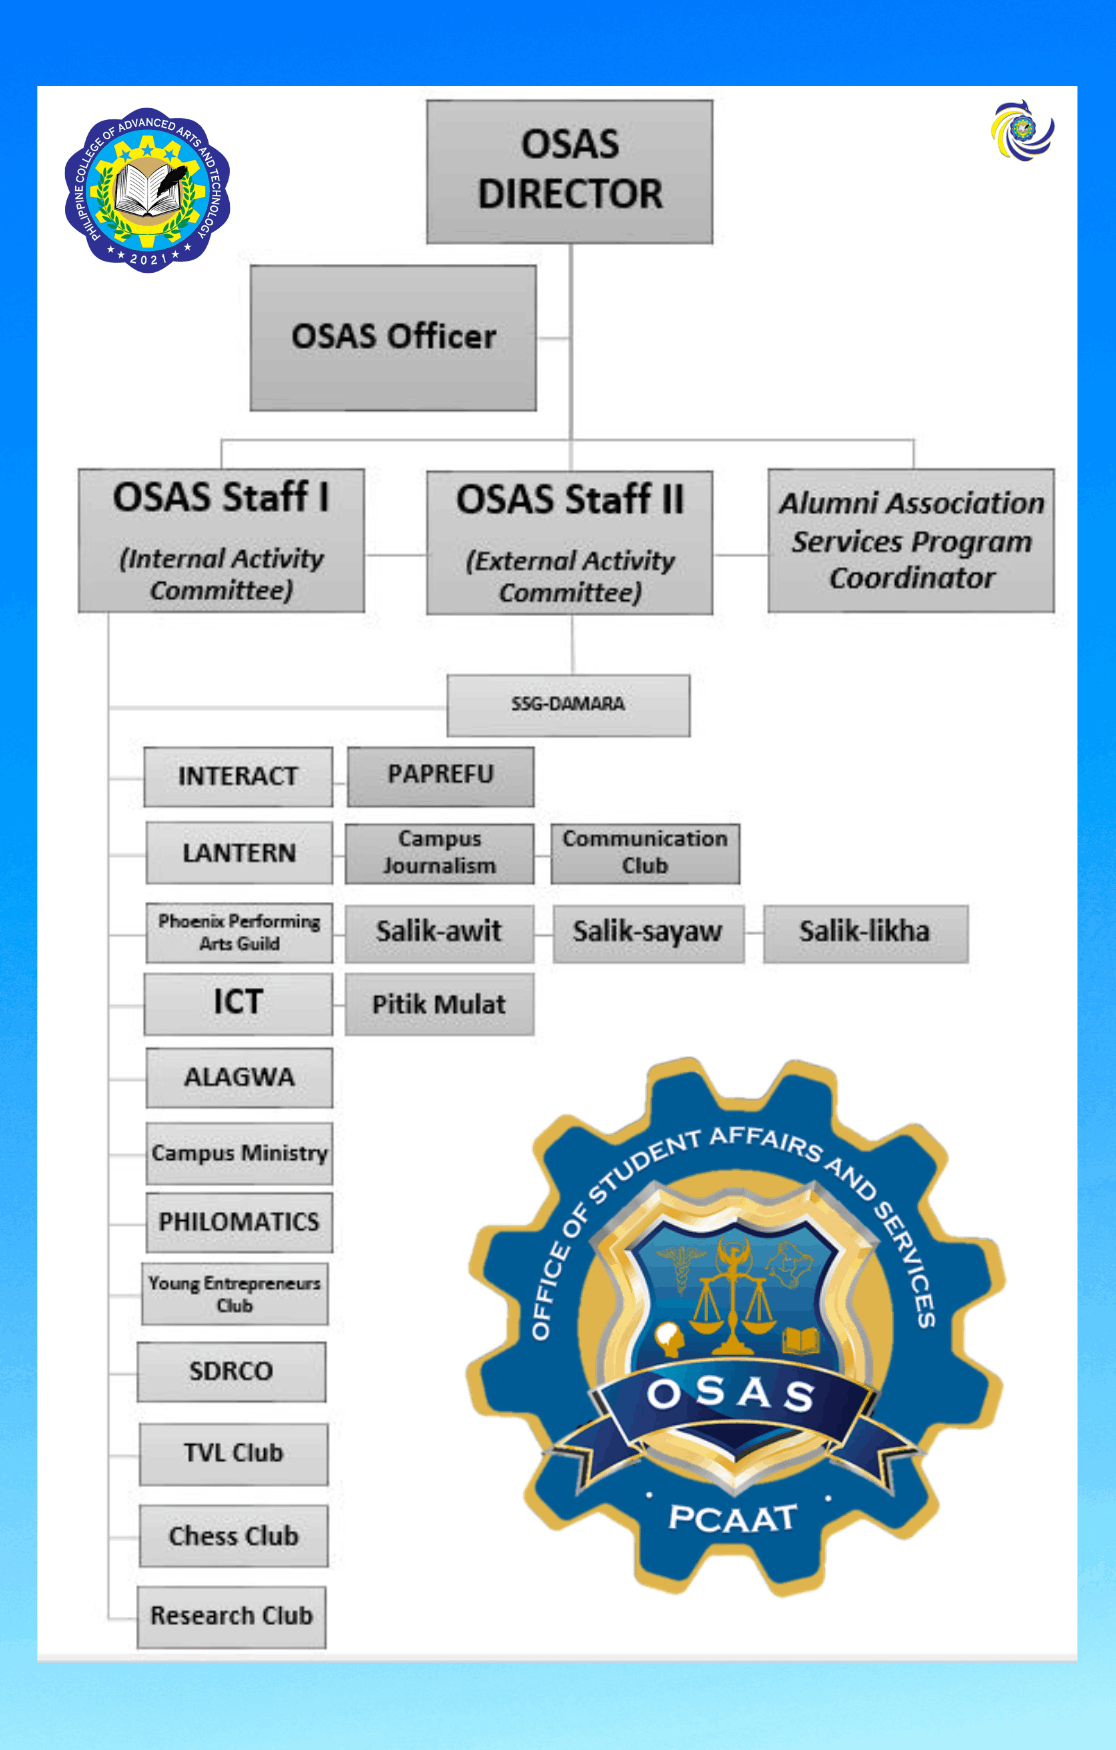 PHILIPPINE COLLEGE OF ADVANCED ARTS AND TECHNOLOGY
2021
OSAS
DIRECTOR
OSAS Officer
OSAS Staff I
(Internal Activity
Committee)
OSAS Staff II
(External Activity
Committee)
Alumni Association
Services Program
Coordinator
SSG-DAMARA
INTERACT
PAPREFU
LANTERN
Campus
Journalism
Communication
Club
Phoenix Performing
Arts Guild
Salik-awit
Salik-sayaw
Salik-likha
ICT
Pitik Mulat
ALAGWA
Campus Ministry
PHILOMATICS
Young Entrepreneurs
Club
SDRCO
TVL Club
Chess Club
Research Club
OFFICE OF STUDENT AFFAIRS AND SERVICES
OSAS
PCAAT